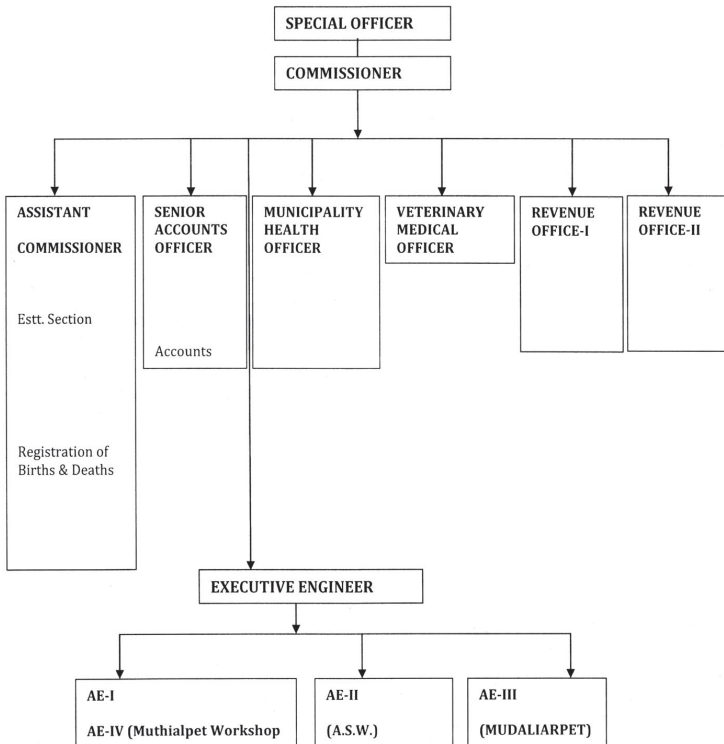 SPECIAL OFFICER
COMMISSIONER
ASSISTANT
COMMISSIONER
Estt. Section
Registration of
Births & Deaths
SENIOR
ACCOUNTS
OFFICER
Accounts
MUNICIPALITY
HEALTH
OFFICER
VETERINARY
MEDICAL
OFFICER
REVENUE
OFFICE-I
REVENUE
OFFICE-II
EXECUTIVE ENGINEER
AE-I
AE-IV (Muthialpet Workshop
AE-II
(A.S.W.)
AE-III
(MUDALIARPET)